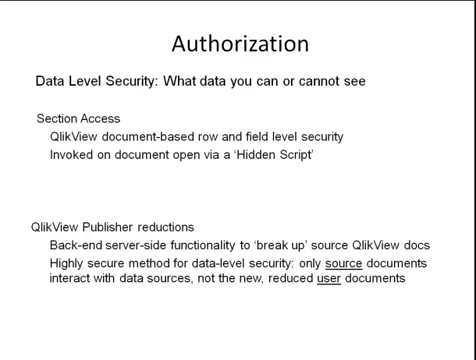 Authorization
Data Level Security: What data you can or cannot see
Section Access
QlikView document-based row and field level security
Invoked on document open via a ‘Hidden Script’
QlikView Publisher reductions
Back-end server-side functionality to ‘break up’ source QlikView docs
Highly secure method for data-level security: only source documents
interact with data sources, not the new, reduced user documents